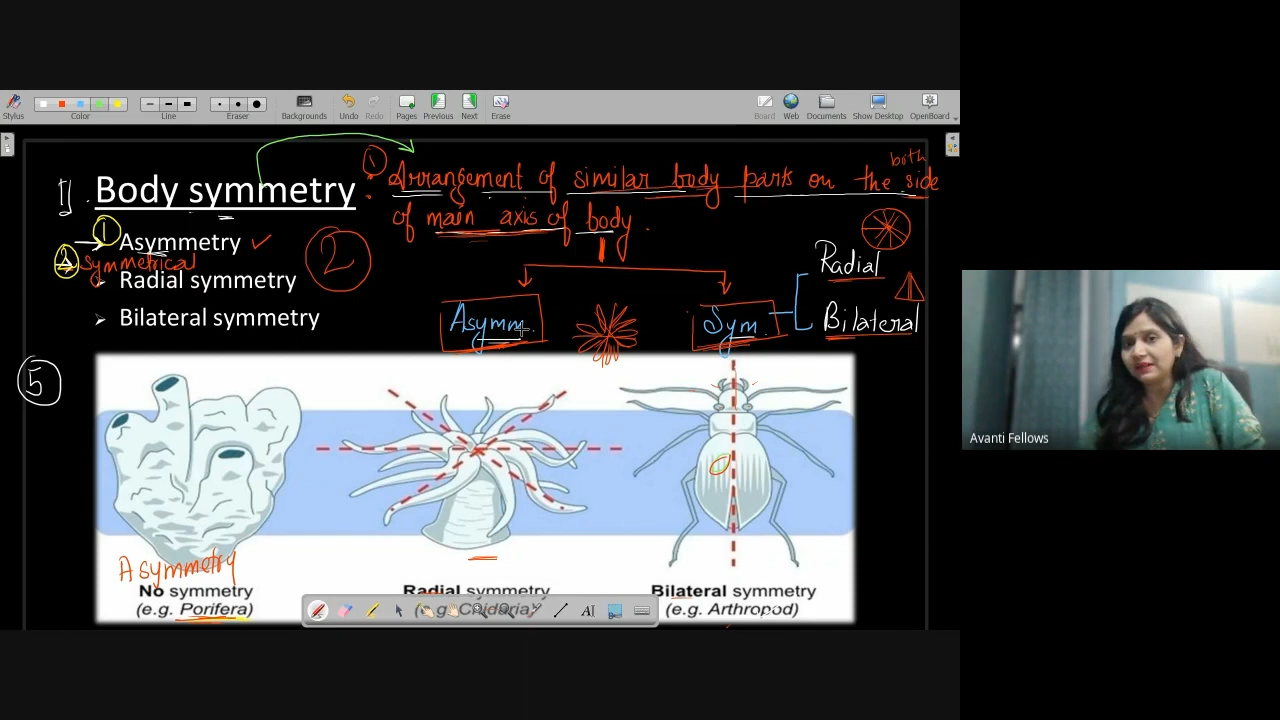 Stylus
Color
Line
Eraser
Backgrounds
Undo
Redo
Pages
Previous
Next
Erase
Board
Web
Documents
Show Desktop
OpenBoard
1). Body symmetry : ① Arrangement of similar body parts on the both side
of main axis of body.
① Asymmetry ✓
② symmetrical
Radial symmetry
Bilateral symmetry
②
Asymm.
Sym.
Radial
Bilateral
⑤
Asymmetry
No symmetry
(e.g. Porifera)
Radial symmetry
(e.g. Cnidaria)
Bilateral symmetry
(e.g. Arthropod)
AI
Avanti Fellows